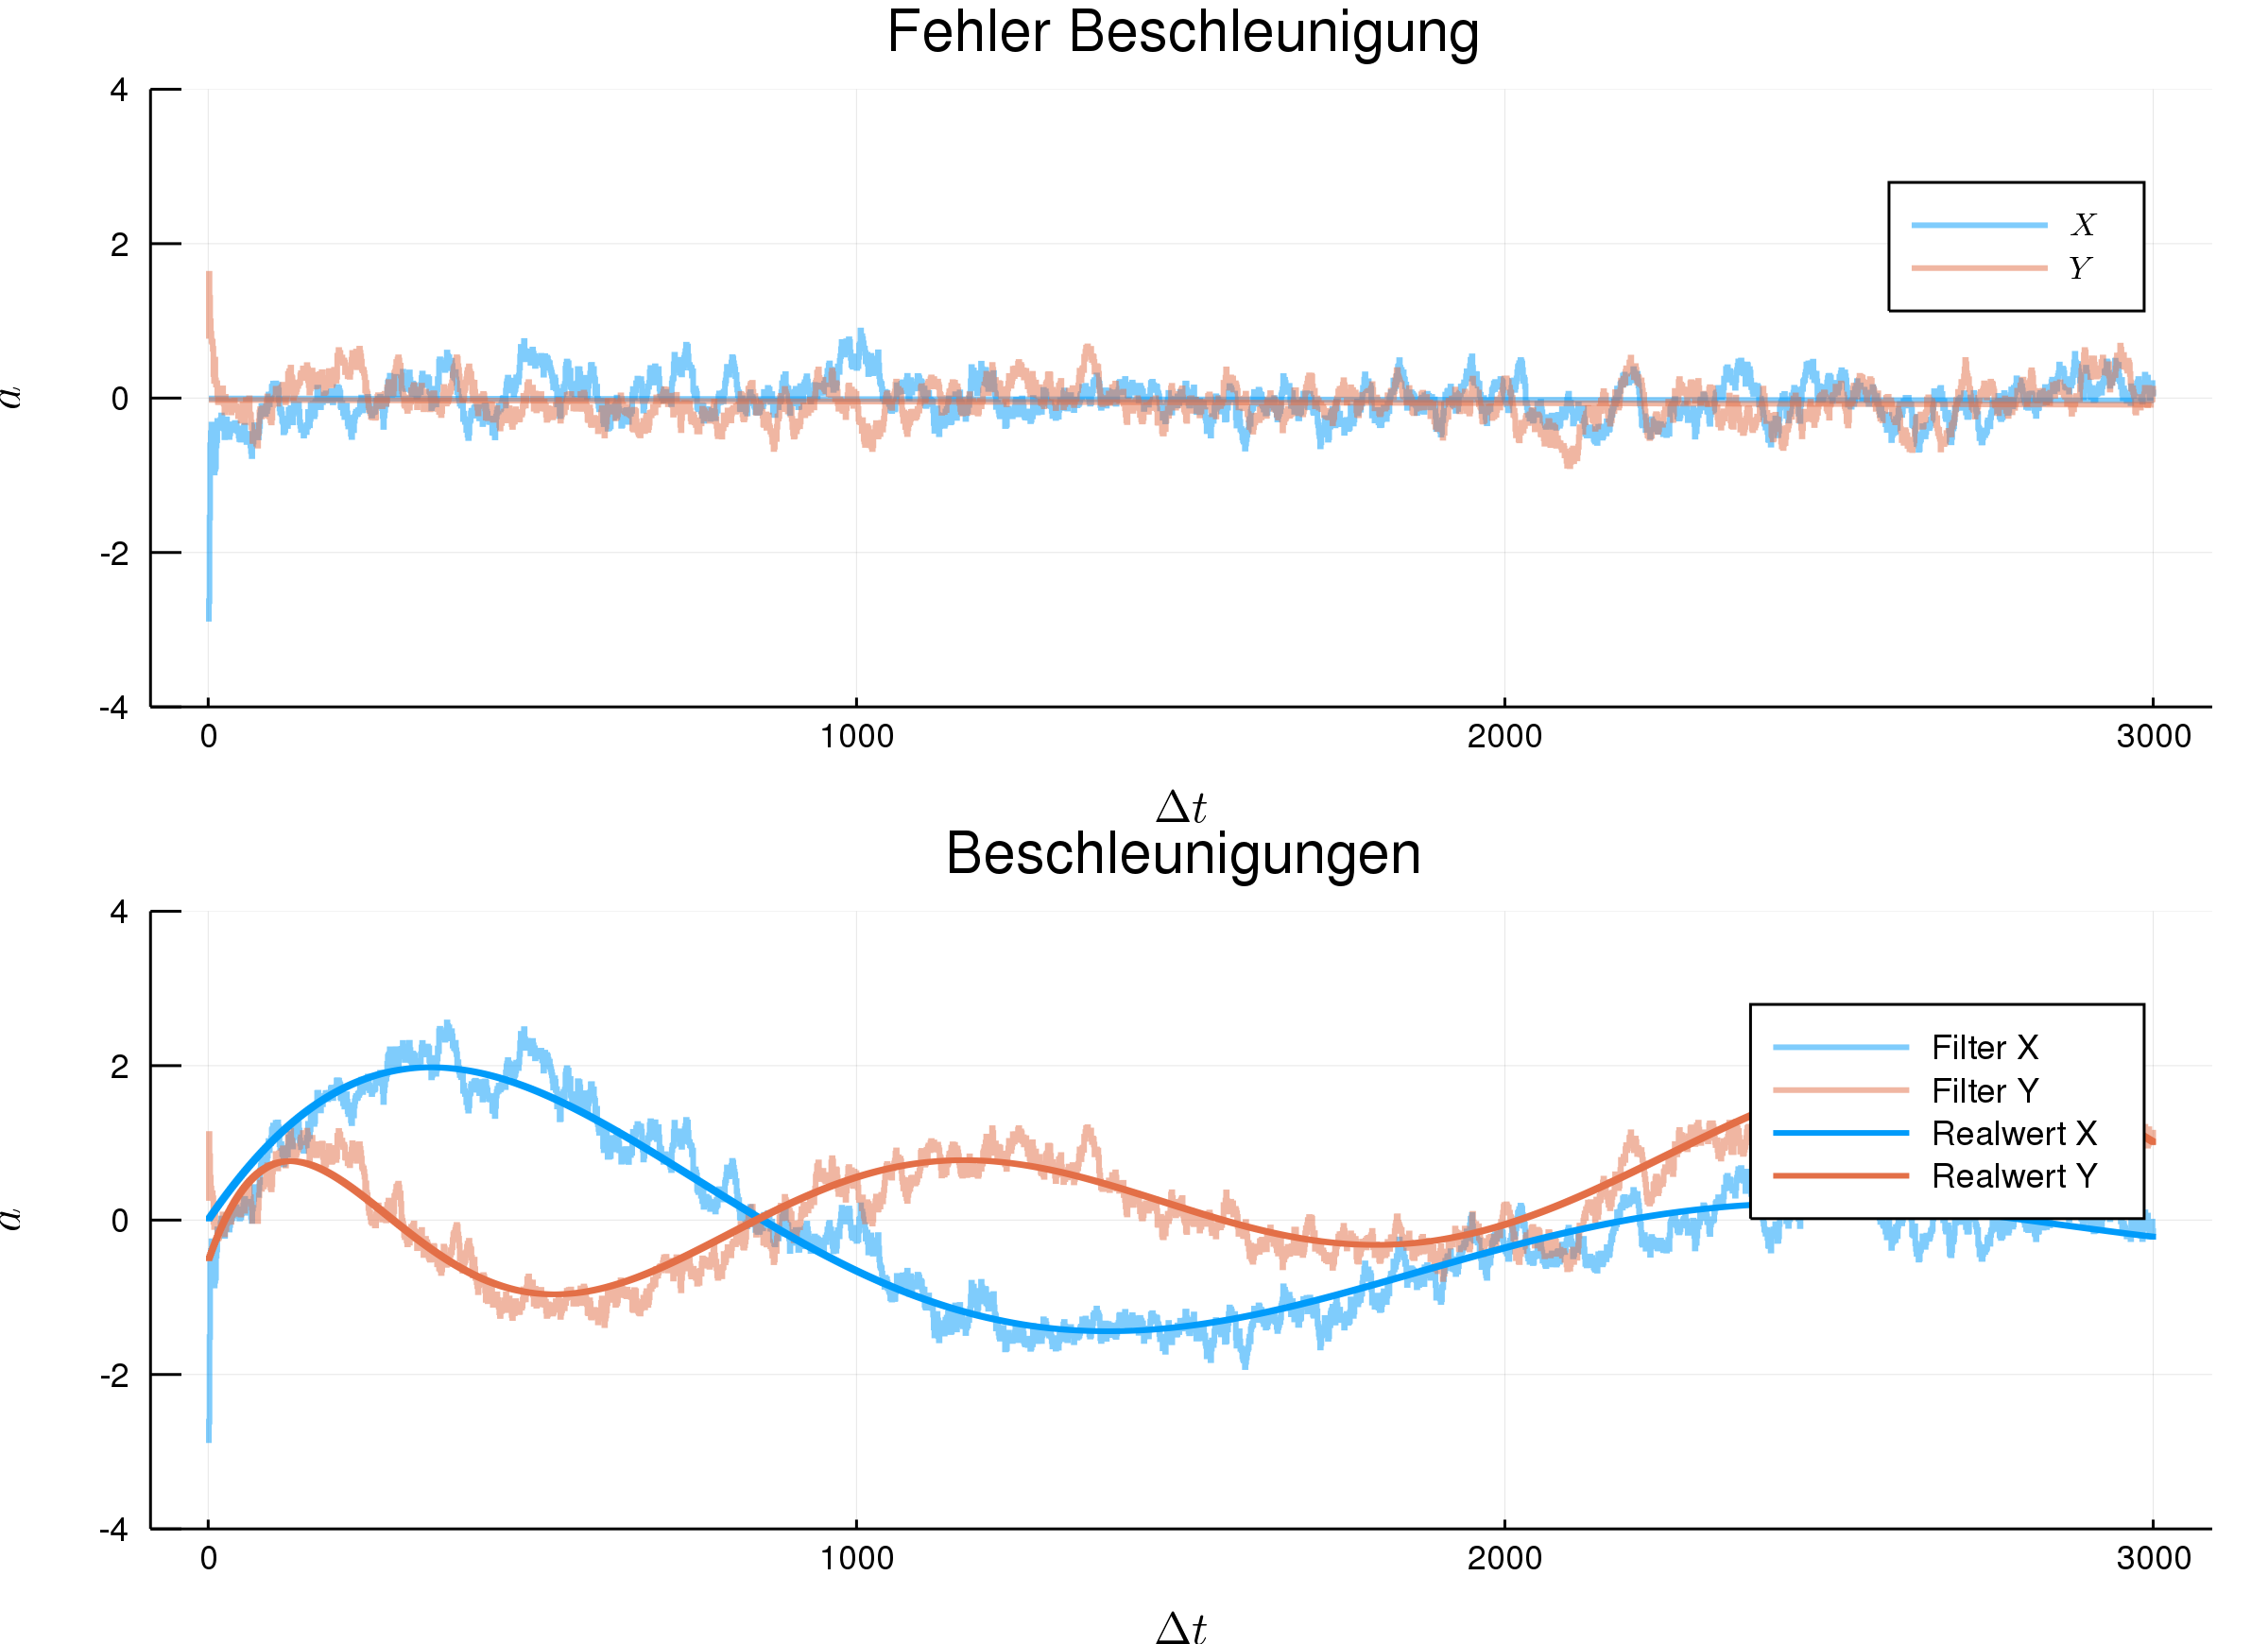 Fehler Beschleunigung
4
2
0
-2
-4
a
X
Y
0 1000 2000 3000
Δt
Beschleunigungen
4
2
0
-2
-4
a
Filter X
Filter Y
Realwert X
Realwert Y
0 1000 2000 3000
Δt